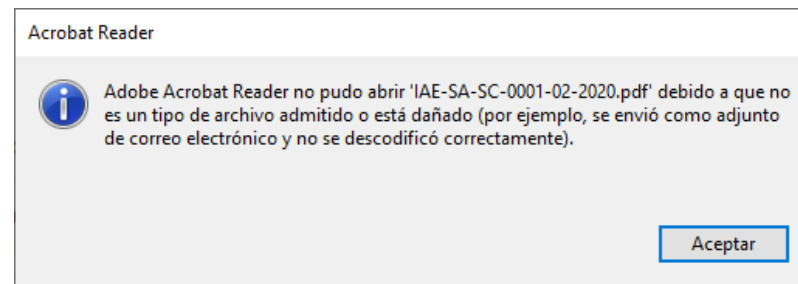 Acrobat Reader
Adobe Acrobat Reader no pudo abrir 'IAE-SA-SC-0001-02-2020.pdf' debido a que no
es un tipo de archivo admitido o está dañado (por ejemplo, se envió como adjunto
de correo electrónico y no se descodificó correctamente).
Aceptar